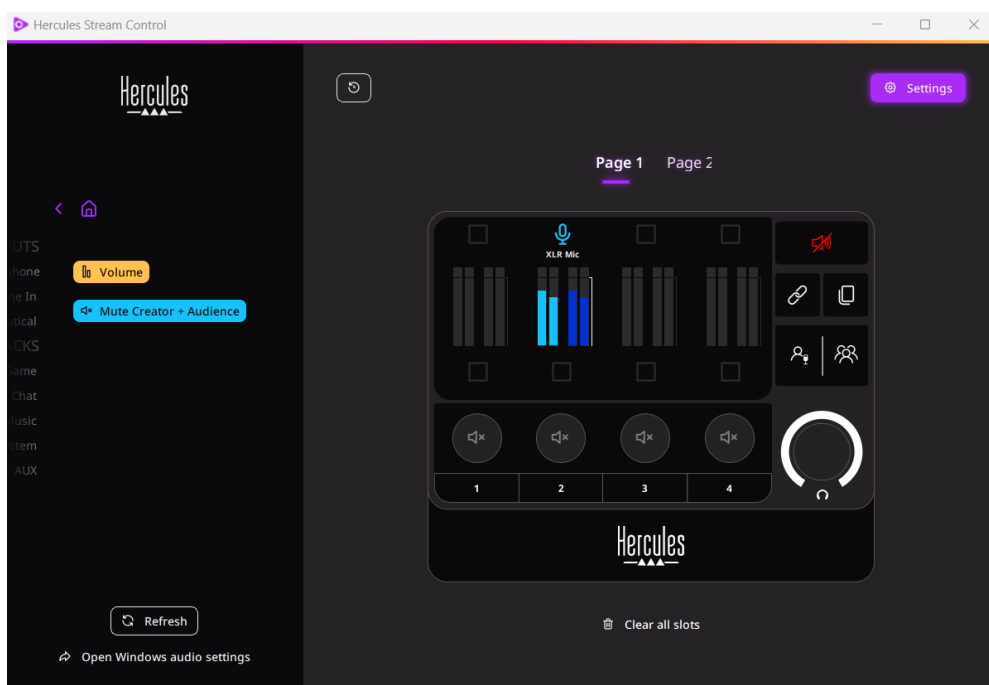 Hercules Stream Control
Hercules
Settings
Page 1 Page 2
UTS
hone
e In
tical
CKS
ame
Chat
usic
stem
AUX
Volume
Mute Creator + Audience
XLR Mic
1 2 3 4
Hercules
Refresh
Open Windows audio settings
Clear all slots